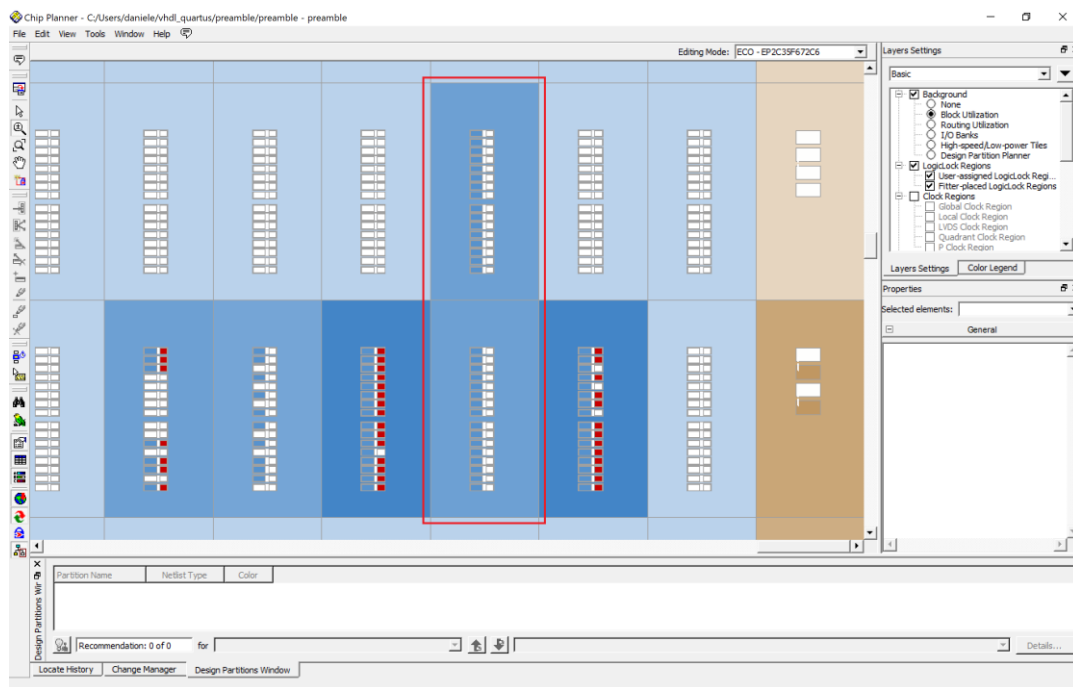 Chip Planner - C:/Users/daniele/vhdl_quartus/preamble/preamble - preamble
File Edit View Tools Window Help
Editing Mode: ECO - EP2C35F672C6
Layers Settings
Basic
Background
None
Block Utilization
Routing Utilization
I/O Banks
High-speed/Low-power Tiles
Design Partition Planner
LogicLock Regions
User-assigned LogicLock Regi...
Fitter-placed LogicLock Regions
Clock Regions
Global Clock Region
Local Clock Region
LVDS Clock Region
Quadrant Clock Region
P Clock Region
Layers Settings Color Legend
Properties
Selected elements:
General
Design Partitions Wir
Partition Name Netlist Type Color
Recommendation: 0 of 0 for
Details...
Locate History Change Manager Design Partitions Window